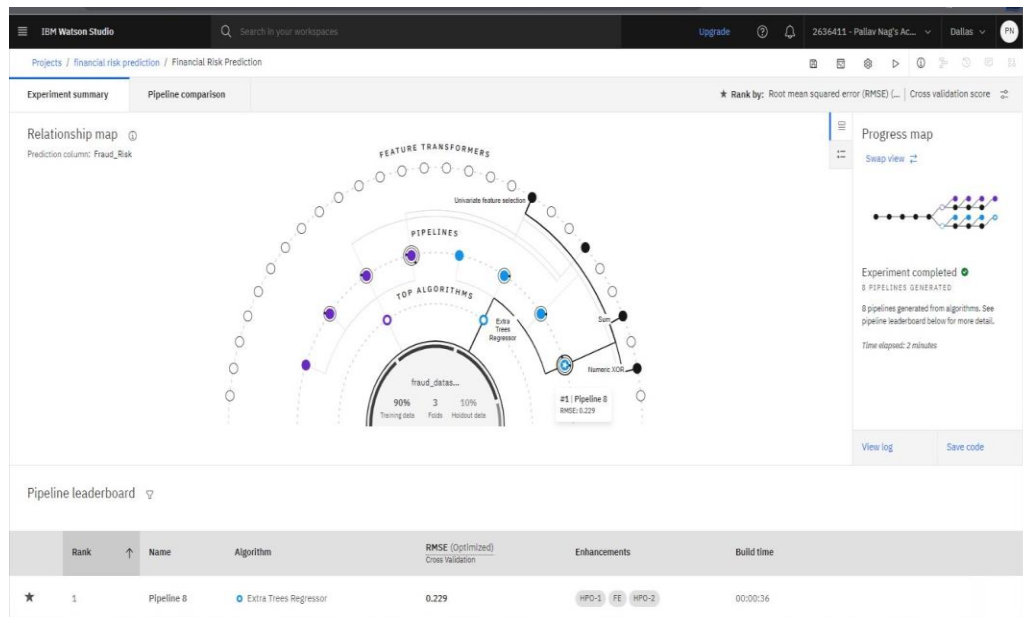 IBM Watson Studio
Search in your workspaces
Upgrade
2636411 - Pallav Nag's Ac...
Dallas
PN
Projects / financial risk prediction / Financial Risk Prediction
Experiment summary
Pipeline comparison
★ Rank by: Root mean squared error (RMSE) (... | Cross validation score
Relationship map
Prediction column: Fraud_Risk
FEATURE TRANSFORMERS
Univariate feature selection
PIPELINES
TOP ALGORITHMS
Extra
Trees
Regressor
Sum
Numeric XOR
fraud_datas...
90% 3 10%
Training data Folds Holdout data
#1 | Pipeline 8
RMSE: 0.229
Progress map
Swap view
Experiment completed
8 PIPELINES GENERATED
8 pipelines generated from algorithms. See
pipeline leaderboard below for more detail.
Time elapsed: 2 minutes
View log
Save code
Pipeline leaderboard
Rank Name Algorithm RMSE (Optimized) Enhancements Build time
Cross Validation
★ 1 Pipeline 8 Extra Trees Regressor 0.229 HPO-1 FE HPO-2 00:00:36